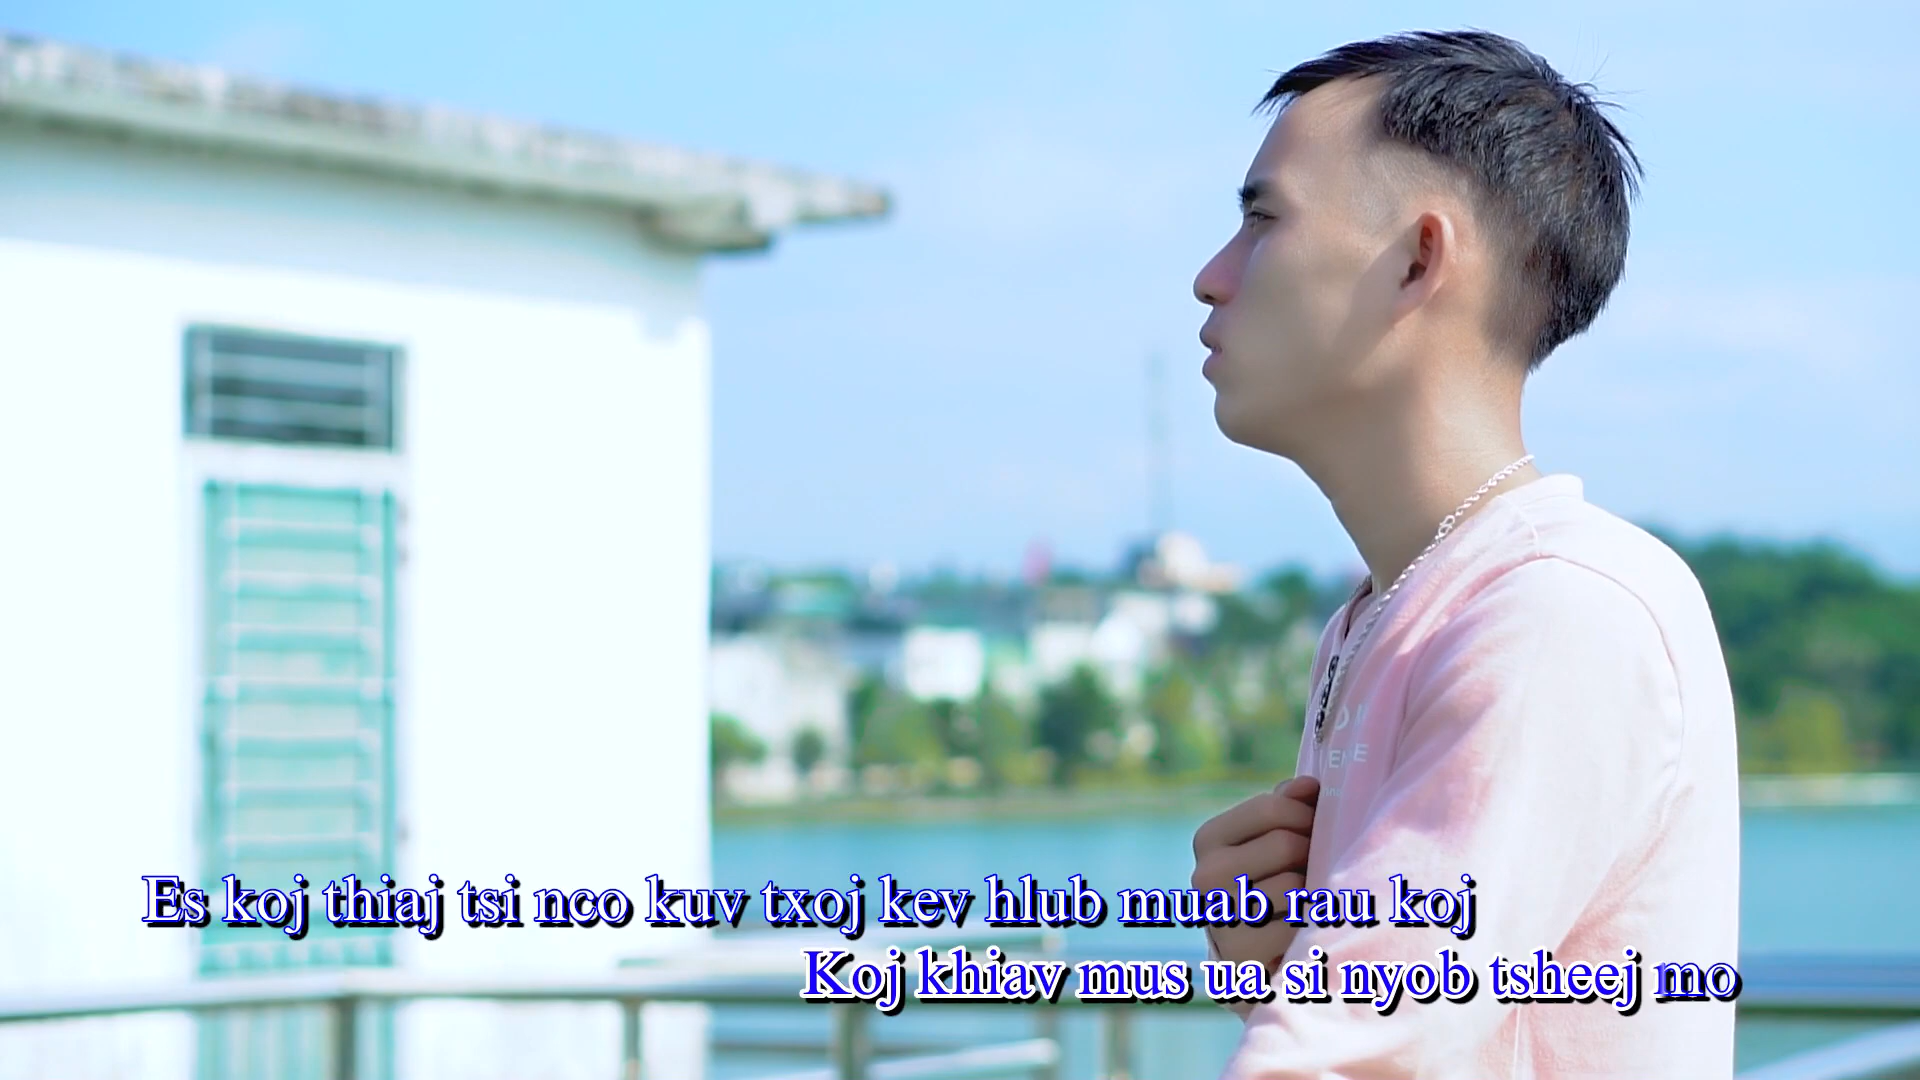 Es koj thiaj tsi nco kuv txoj kev hlub muab rau koj
Koj khiav mus ua si nyob tsheej mo